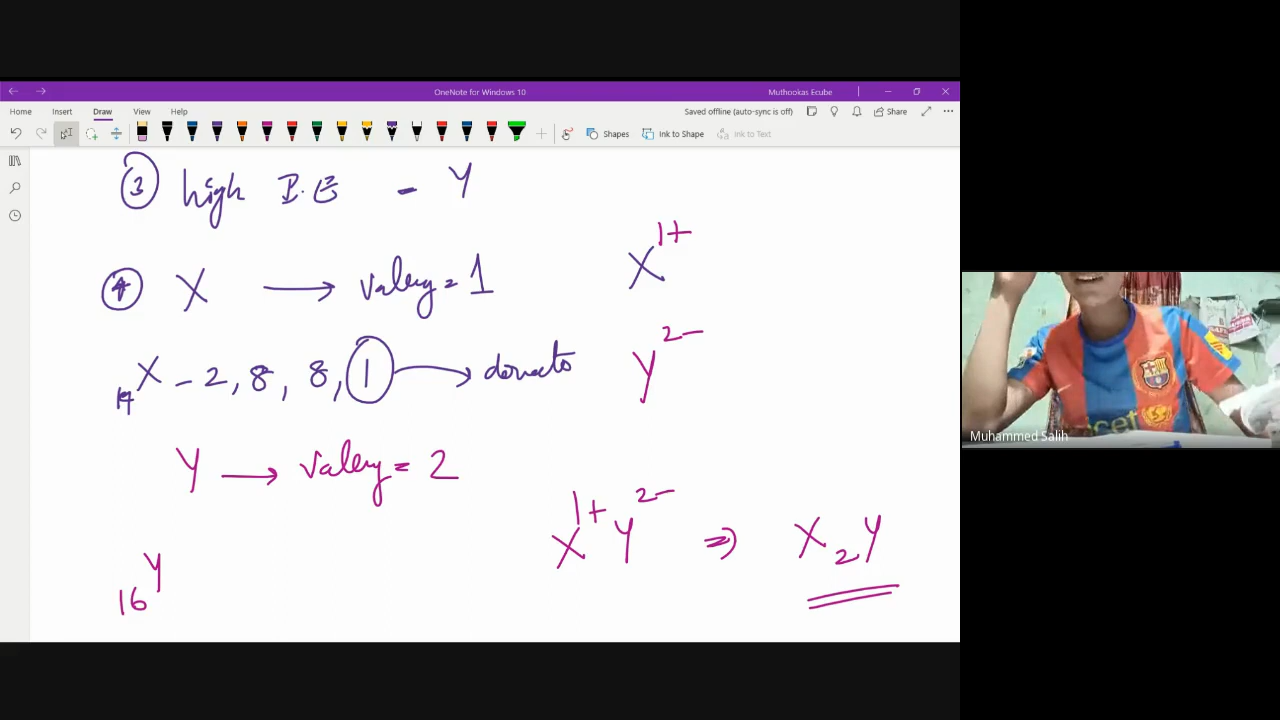 OneNote for Windows 10
Muthookas Ecube
Home Insert Draw View Help
Saved offline (auto-sync is off)
Share
Shapes
Ink to Shape
Ink to Text
③ high I.E - Y
④ X → valency = 1
X¹⁺
X - 2, 8, 8, 1 →
Y²⁻
Y → valency = 2
X¹⁺ Y²⁻ ⇒ X₂Y
₁₆Y
unicef
Muhammed Salih